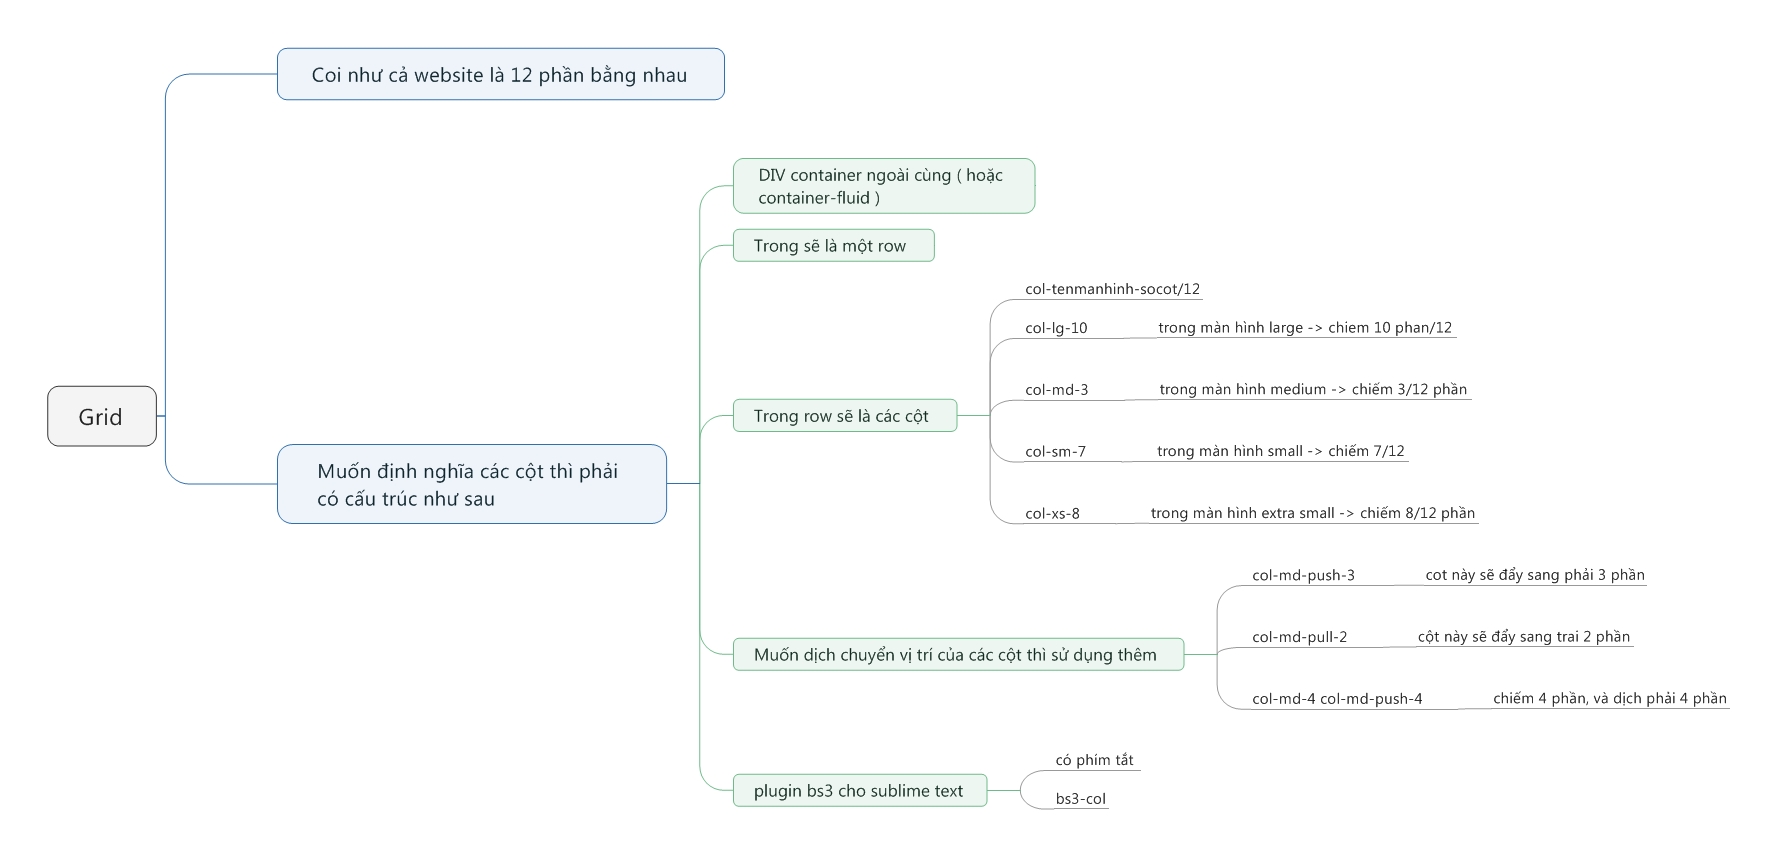 Coi như cả website là 12 phần bằng nhau
DIV container ngoài cùng ( hoặc
container-fluid )
Trong sẽ là một row
col-tenmanhinh-socot/12
col-lg-10
trong màn hình large -> chiem 10 phan/12
col-md-3
trong màn hình medium -> chiếm 3/12 phần
Grid
Trong row sẽ là các cột
col-sm-7
trong màn hình small -> chiếm 7/12
Muốn định nghĩa các cột thì phải
có cấu trúc như sau
col-xs-8
trong màn hình extra small -> chiếm 8/12 phần
col-md-push-3
cot này sẽ đẩy sang phải 3 phần
col-md-pull-2
cột này sẽ đẩy sang trai 2 phần
Muốn dịch chuyển vị trí của các cột thì sử dụng thêm
col-md-4 col-md-push-4
chiếm 4 phần, và dịch phải 4 phần
có phím tắt
plugin bs3 cho sublime text
bs3-col